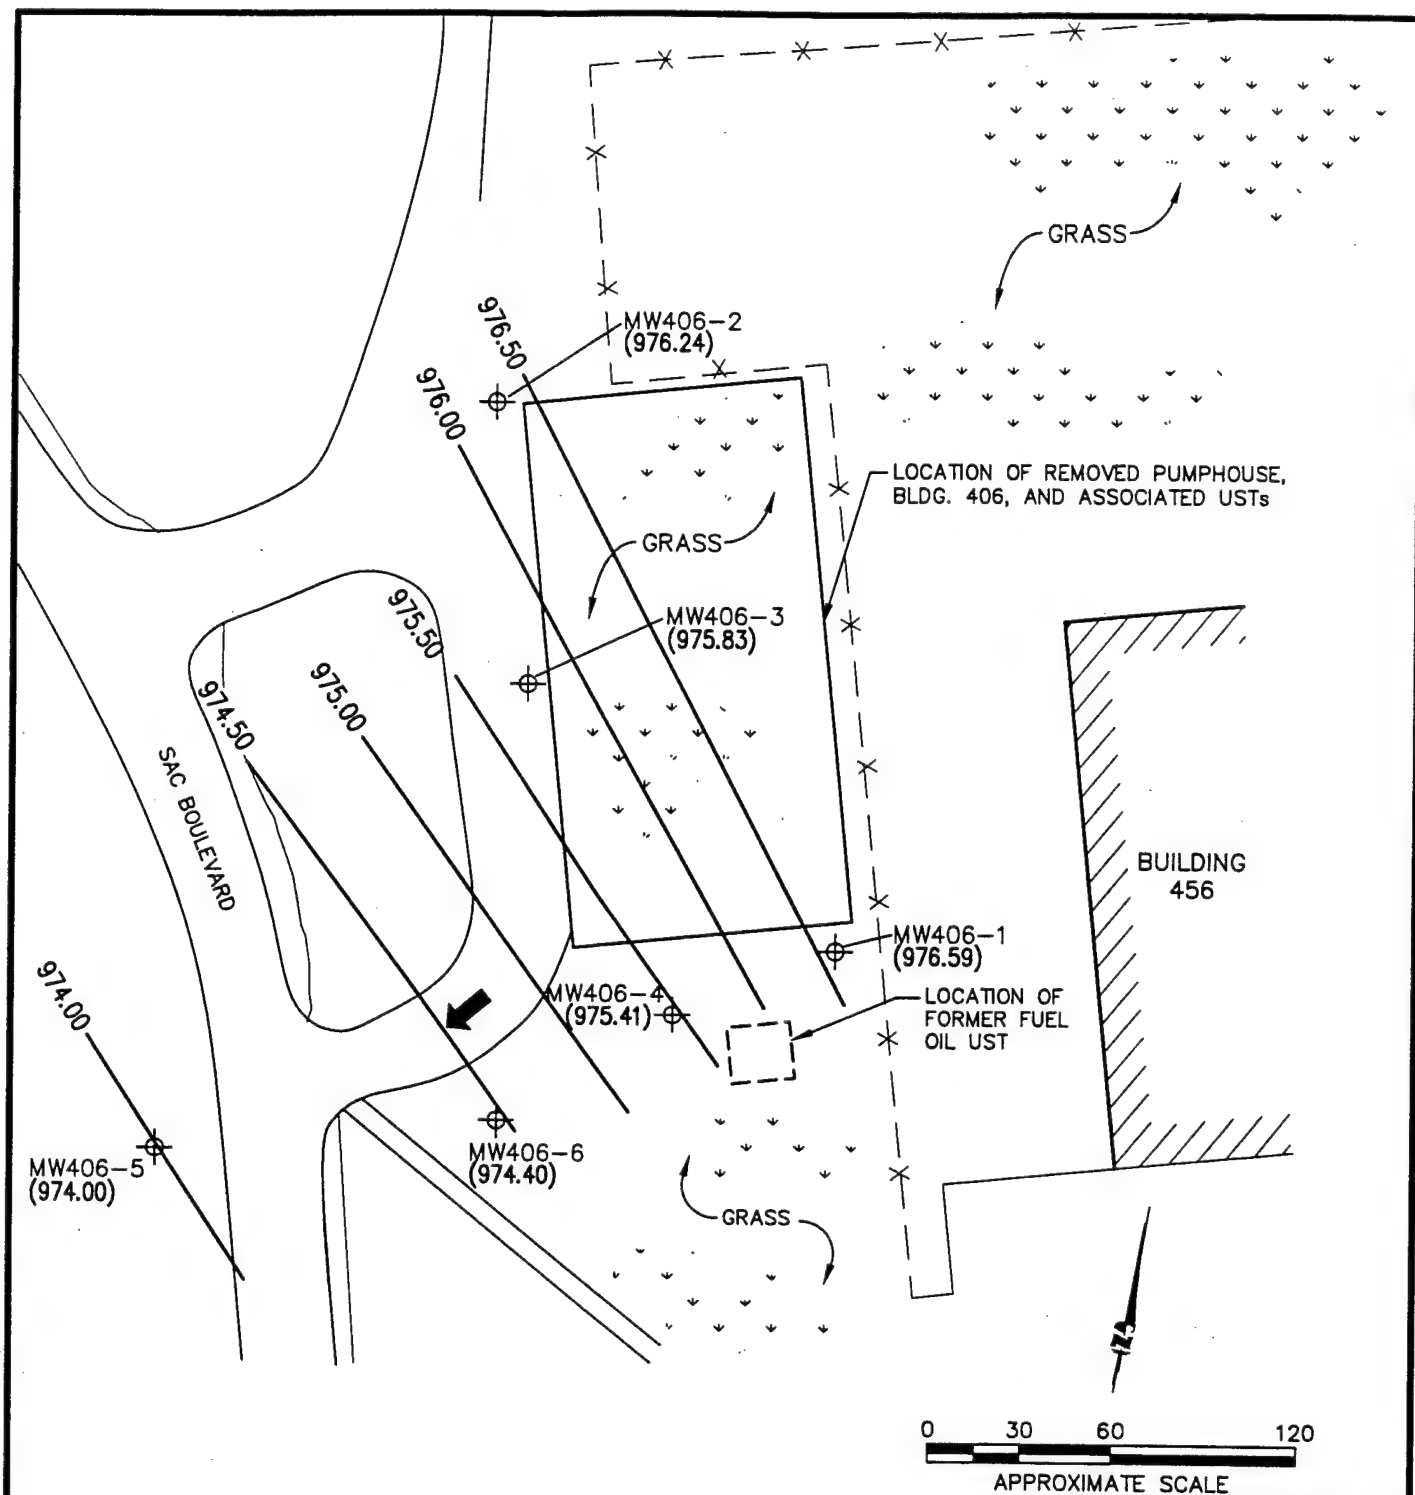 GRASS
976.50
MW406-2
(976.24)
976.00
LOCATION OF REMOVED PUMPHOUSE,
BLDG. 406, AND ASSOCIATED USTs
GRASS
975.50
MW406-3
(975.83)
975.00
974.50
SAC BOULEVARD
BUILDING
456
MW406-1
(976.59)
974.00
MW406-4
(975.41)
LOCATION OF
FORMER FUEL
OIL UST
MW406-5
(974.00)
MW406-6
(974.40)
GRASS
N
0 30 60 120
APPROXIMATE SCALE